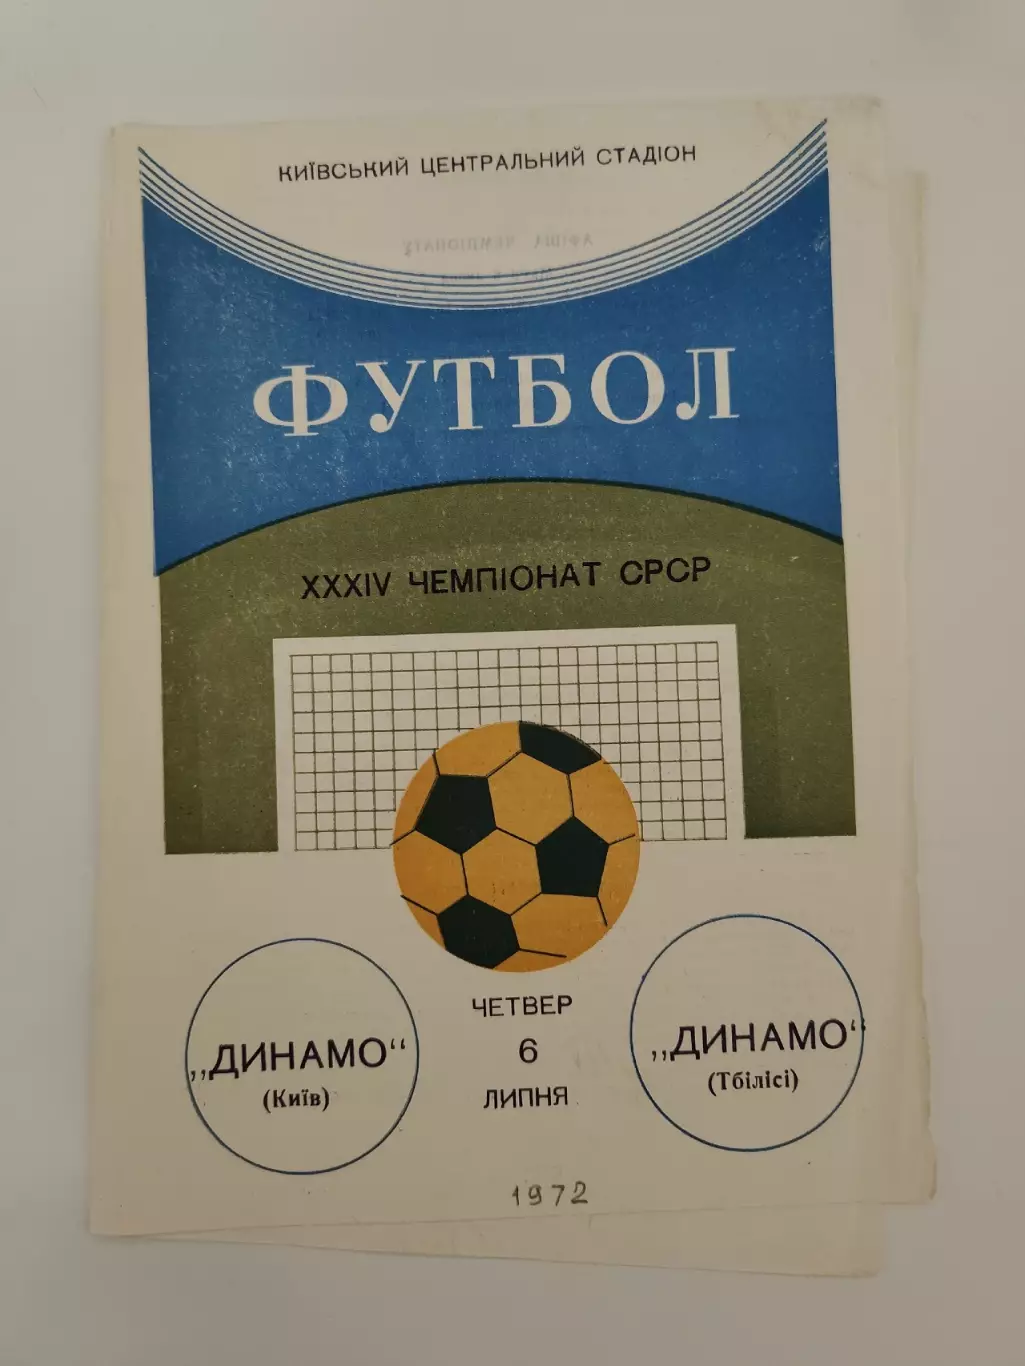 КИЇВСЬКИЙ ЦЕНТРАЛЬНИЙ СТАДІОН
ФУТБОЛ
XXXIV ЧЕМПІОНАТ СРСР
„ДИНАМО“
(Київ)
ЧЕТВЕР
6
ЛИПНЯ
„ДИНАМО“
(Тбілісі)
1972